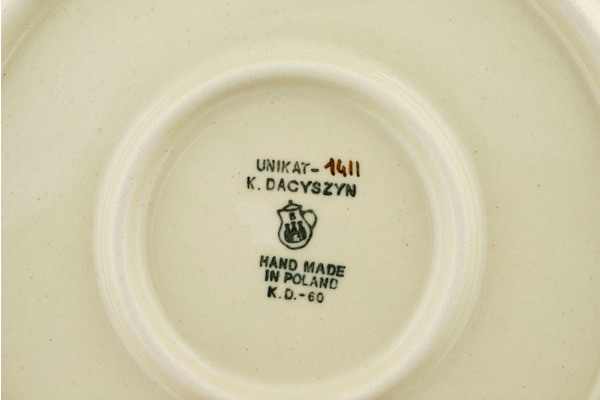 UNIKAT-1411
K. DACYSZYN
HAND MADE
IN POLAND
K.D.-60